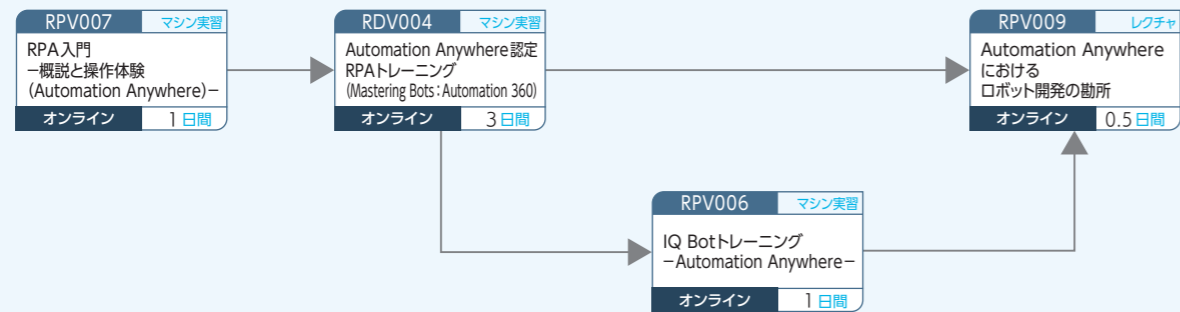 RPV007 マシン実習
RPA入門
−概説と操作体験
(Automation Anywhere)−
オンライン 1日間
RDV004 マシン実習
Automation Anywhere認定
RPAトレーニング
(Mastering Bots：Automation 360)
オンライン 3日間
RPV009 レクチャ
Automation Anywhere
における
ロボット開発の勘所
オンライン 0.5日間
RPV006 マシン実習
IQ Botトレーニング
−Automation Anywhere−
オンライン 1日間